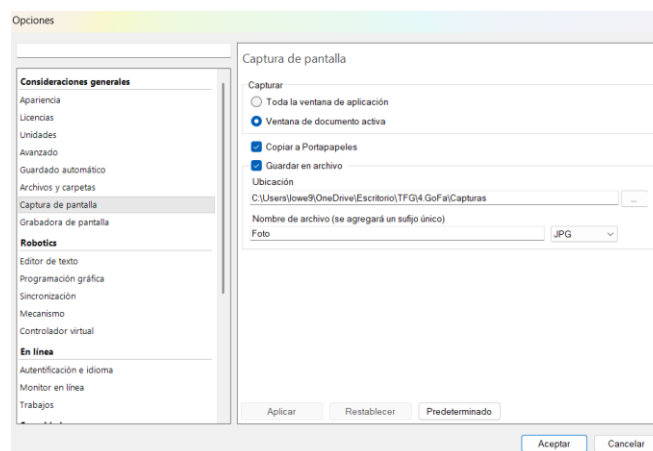 Opciones
Consideraciones generales
Apariencia
Licencias
Unidades
Avanzado
Guardado automático
Archivos y carpetas
Captura de pantalla
Grabadora de pantalla
Robotics
Editor de texto
Programación gráfica
Sincronización
Mecanismo
Controlador virtual
En línea
Autentificación e idioma
Monitor en línea
Trabajos
Captura de pantalla
Capturar
Toda la ventana de aplicación
Ventana de documento activa
Copiar a Portapapeles
Guardar en archivo
Ubicación
C:\Users\lowe9\OneDrive\Escritorio\TFG\4.GoFa\Capturas
...
Nombre de archivo (se agregará un sufijo único)
Foto
JPG
Aplicar Restablecer Predeterminado
Aceptar Cancelar